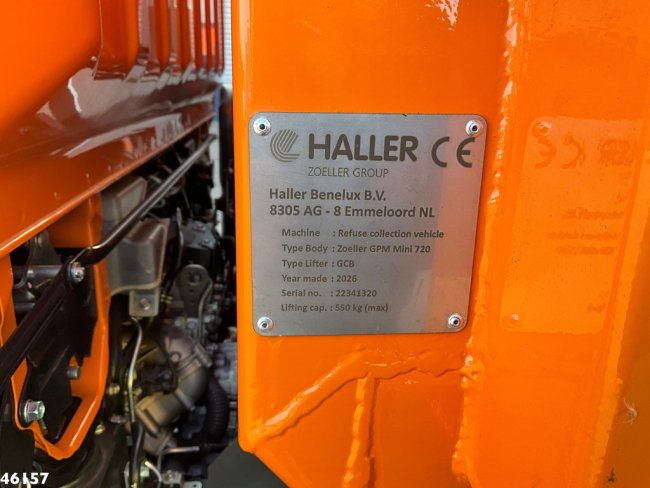 HALLER CE
ZOELLER GROUP
Haller Benelux B.V.
8305 AG - 8 Emmeloord NL
Machine : Refuse collection vehicle
Type Body : Zoeller GPM Mini 720
Type Lifter : GCB
Year made : 2026
Serial no. : 22341320
Lifting cap. : 550 kg (max)
46157